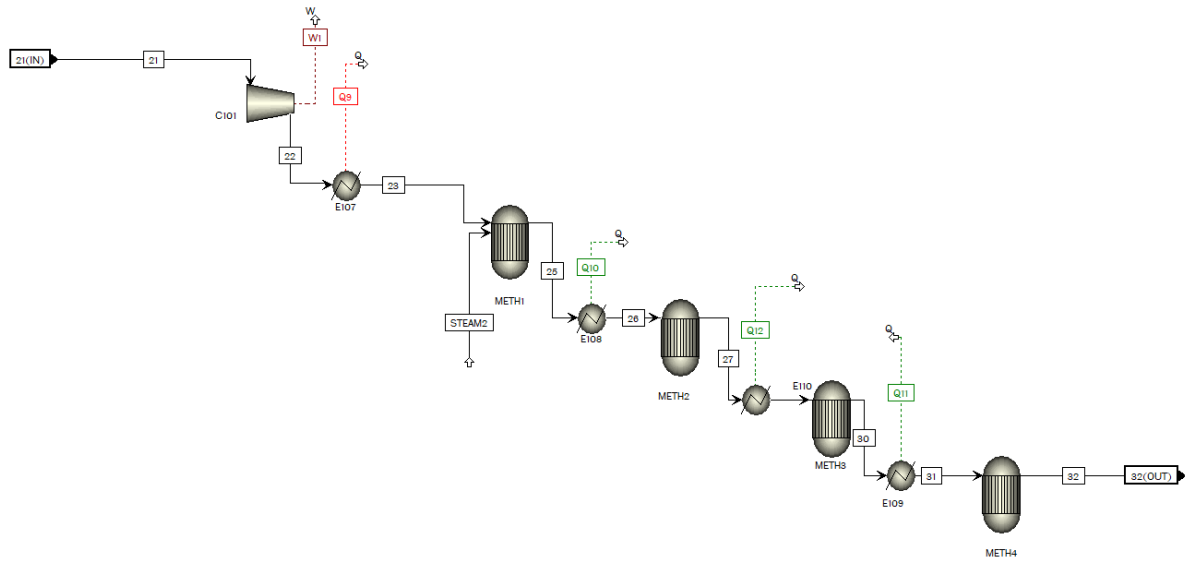 W
W1
21(IN)
21
Q
Q9
C101
22
23
E107
Q
25
Q10
METH1
STEAM2
26
E108
Q
Q12
27
METH2
Q
E110
Q11
METH3
30
31
E109
32
32(OUT)
METH4